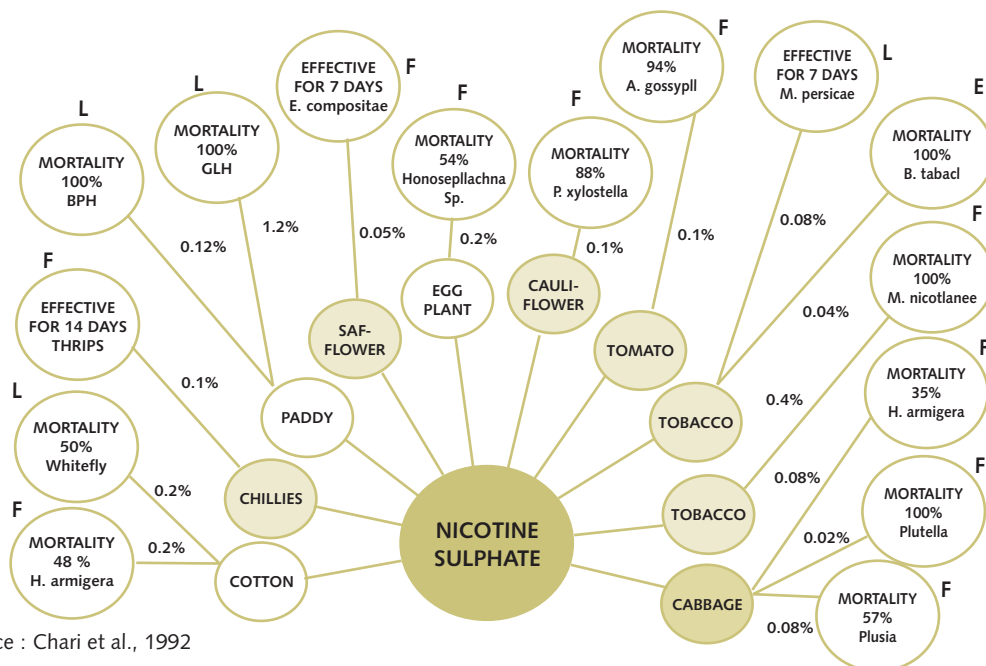 F
MORTALITY
94%
A. gossypll
L
EFFECTIVE
FOR 7 DAYS
M. persicae
F
EFFECTIVE
FOR 7 DAYS
E. compositae
L
MORTALITY
100%
GLH
L
MORTALITY
100%
BPH
F
MORTALITY
54%
Honosepllachna
Sp.
F
MORTALITY
88%
P. xylostella
E
MORTALITY
100%
B. tabacl
0.12%
1.2%
0.05%
0.2%
0.1%
0.1%
0.08%
0.04%
F
EFFECTIVE
FOR 14 DAYS
THRIPS
F
MORTALITY
100%
M. nicotlanee
SAF-
FLOWER
EGG
PLANT
CAULI-
FLOWER
TOMATO
0.1%
0.4%
L
MORTALITY
50%
Whitefly
F
MORTALITY
35%
H. armigera
PADDY
TOBACCO
0.2%
CHILLIES
0.08%
F
MORTALITY
48 %
H. armigera
0.2%
COTTON
NICOTINE
SULPHATE
TOBACCO
0.02%
F
MORTALITY
100%
Plutella
CABBAGE
0.08%
F
MORTALITY
57%
Plusia
ce : Chari et al., 1992